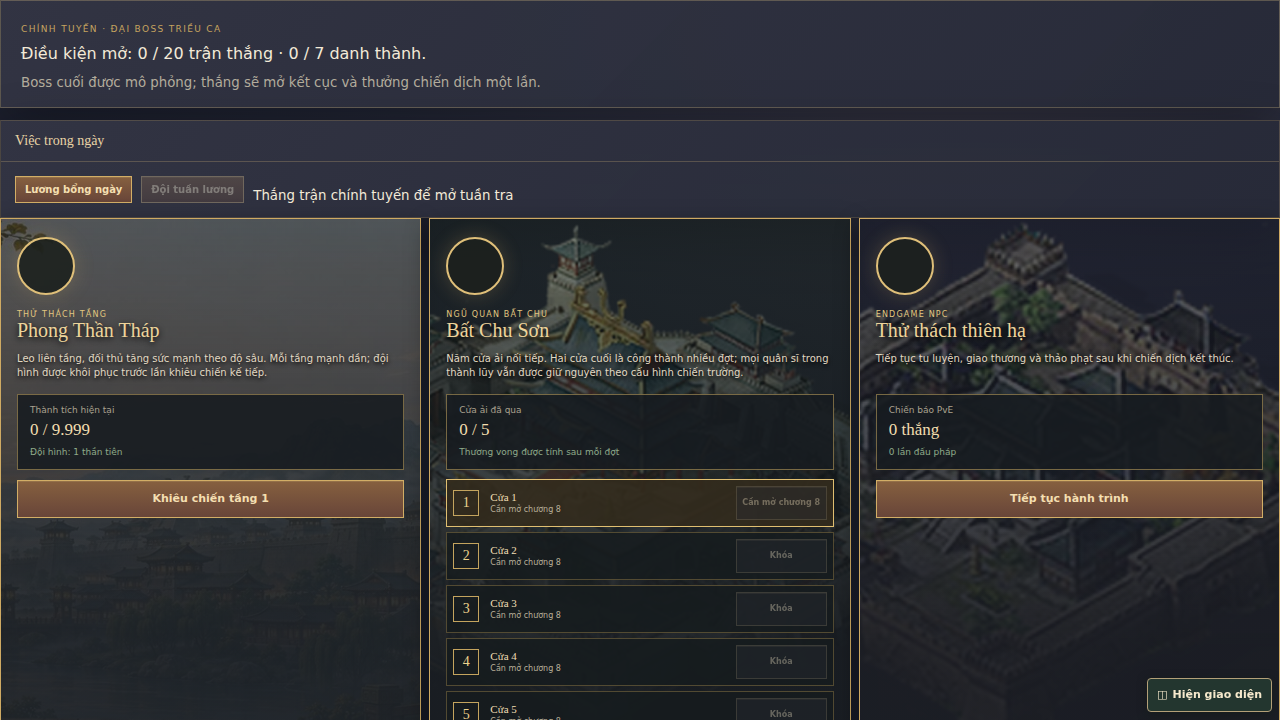 CHÍNH TUYẾN · ĐẠI BOSS TRIỀU CA
Điều kiện mở: 0 / 20 trận thắng · 0 / 7 danh thành.
Boss cuối được mô phỏng; thắng sẽ mở kết cục và thưởng chiến dịch một lần.
Việc trong ngày
Lương bổng ngày
Đội tuần lương
Thắng trận chính tuyến để mở tuần tra
THỬ THÁCH TẦNG
Phong Thần Tháp
Leo liên tầng, đối thủ tăng sức mạnh theo độ sâu. Mỗi tầng mạnh dần; đội
hình được khôi phục trước lần khiêu chiến kế tiếp.
Thành tích hiện tại
0 / 9.999
Đội hình: 1 thần tiên
Khiêu chiến tầng 1
NGŨ QUAN BẤT CHU
Bất Chu Sơn
Năm cửa ải nối tiếp. Hai cửa cuối là công thành nhiều đợt; mọi quân sĩ trong
thành lũy vẫn được giữ nguyên theo cấu hình chiến trường.
Cửa ải đã qua
0 / 5
Thương vong được tính sau mỗi đợt
1
Cửa 1
Cần mở chương 8
Cần mở chương 8
2
Cửa 2
Cần mở chương 8
Khóa
3
Cửa 3
Cần mở chương 8
Khóa
4
Cửa 4
Cần mở chương 8
Khóa
5
Cửa 5
Cần mở chương 8
Khóa
ENDGAME NPC
Thử thách thiên hạ
Tiếp tục tu luyện, giao thương và thảo phạt sau khi chiến dịch kết thúc.
Chiến báo PvE
0 thắng
0 lần đấu pháp
Tiếp tục hành trình
Hiện giao diện